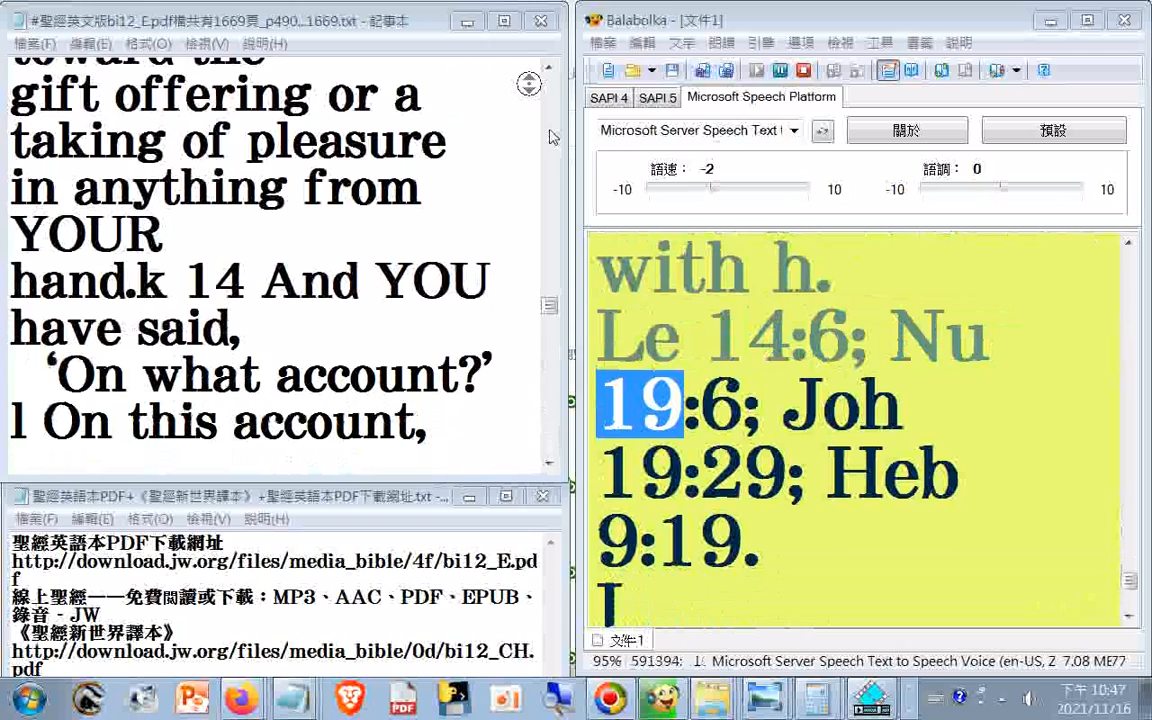 #聖經英文版bi12_E.pdf檔共有1669頁_p490...1669.txt - 記事本
檔案(F) 編輯(E) 格式(O) 檢視(V) 說明(H)
toward the
gift offering or a
taking of pleasure
in anything from
YOUR
hand.k 14 And YOU
have said,
‘On what account?’
l On this account,
聖經英語本PDF+《聖經新世界譯本》+聖經英語本PDF下載網址.txt -...
檔案(F) 編輯(E) 格式(O) 檢視(V) 說明(H)
聖經英語本PDF下載網址
http://download.jw.org/files/media_bible/4f/bi12_E.pd
f
線上聖經——免費閱讀或下載：MP3、AAC、PDF、EPUB、
錄音 - JW
《聖經新世界譯本》
http://download.jw.org/files/media_bible/0d/bi12_CH.
pdf
Balabolka - [文件1]
檔案 編輯 文字 朗讀 引擎 選項 檢視 工具 書籤 說明
SAPI 4 SAPI 5 Microsoft Speech Platform
Microsoft Server Speech Text 關於 預設
語速： -2 語調： 0
-10 10 -10 10
with h.
Le 14:6; Nu
19:6; Joh
19:29; Heb
9:19.
文件1
95% 591394: Microsoft Server Speech Text to Speech Voice (en-US, Z 7.08 ME77
下午 10:47
2021/11/16